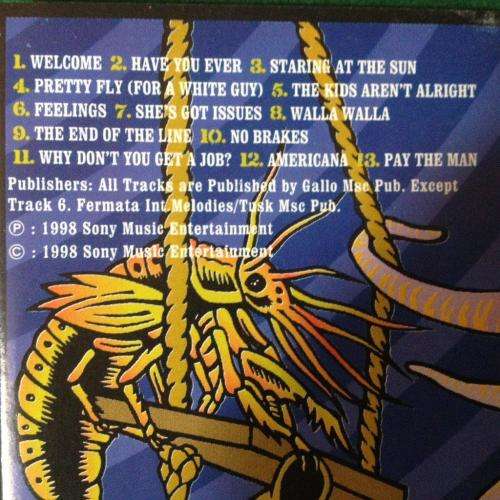 1. WELCOME 2. HAVE YOU EVER 3. STARING AT THE SUN
4. PRETTY FLY (FOR A WHITE GUY) 5. THE KIDS AREN'T ALRIGHT
6. FEELINGS 7. SHE'S GOT ISSUES 8. WALLA WALLA
9. THE END OF THE LINE 10. NO BRAKES
11. WHY DON'T YOU GET A JOB? 12. AMERICANA 13. PAY THE MAN
Publishers: All Tracks are Published by Gallo Msc Pub. Except
Track 6. Fermata Int Melodies/Tusk Msc Pub.
℗ : 1998 Sony Music Entertainment
© : 1998 Sony Music Entertainment